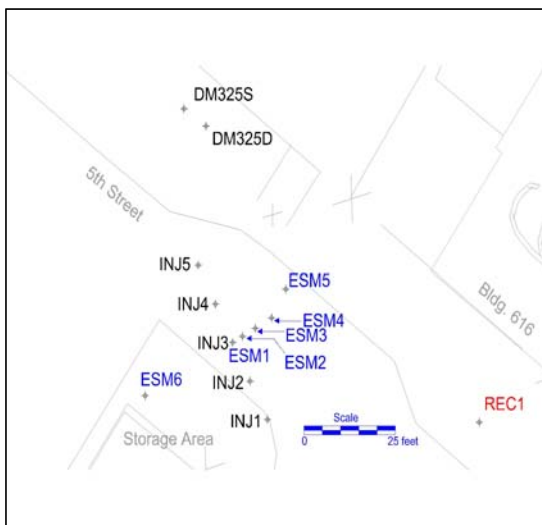 DM325S
DM325D
5th Street
INJ5
ESM5
INJ4
ESM4
ESM3
INJ3
ESM1
ESM2
Bldg. 616
ESM6
INJ2
REC1
INJ1
Scale
Storage Area
0
25 feet